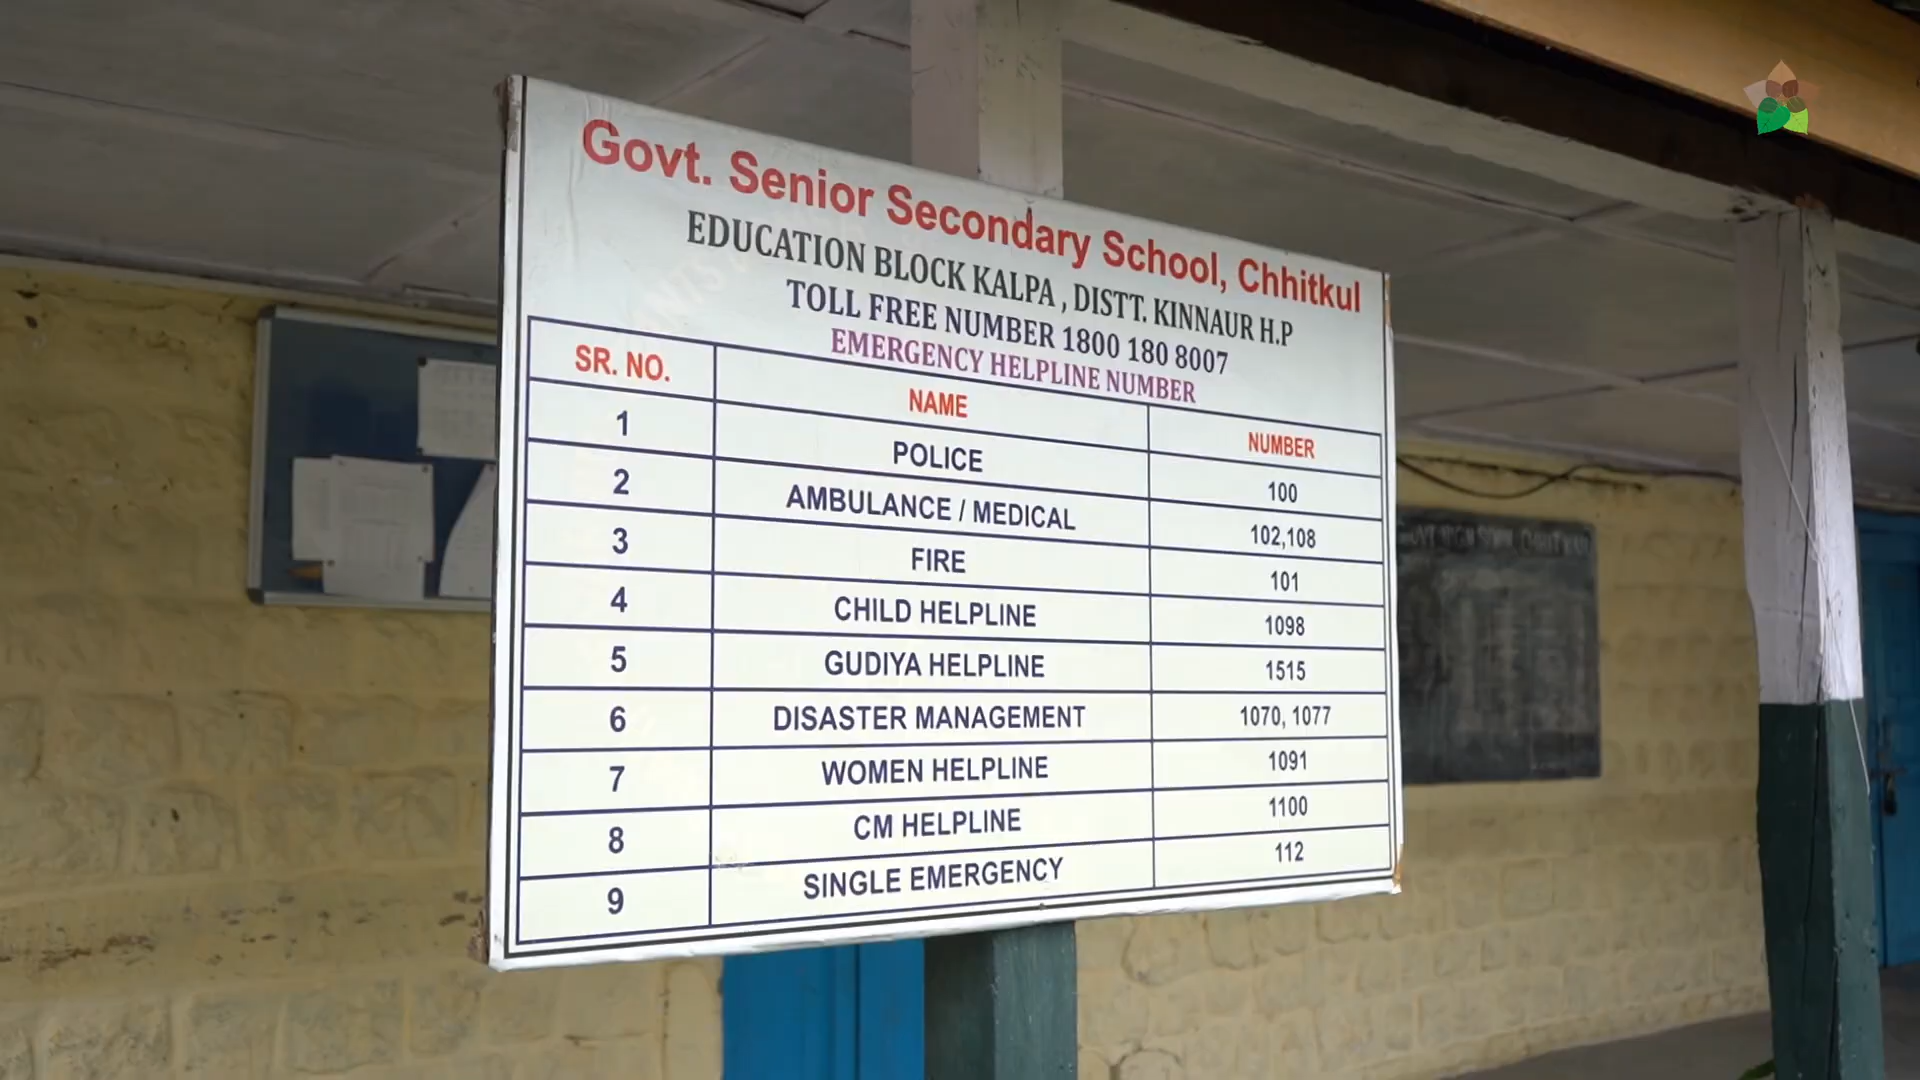 Govt. Senior Secondary School, Chhitkul
EDUCATION BLOCK KALPA , DISTT. KINNAUR H.P
TOLL FREE NUMBER 1800 180 8007
EMERGENCY HELPLINE NUMBER
SR. NO. NAME NUMBER
1 POLICE 100
2 AMBULANCE / MEDICAL 102,108
3 FIRE 101
4 CHILD HELPLINE 1098
5 GUDIYA HELPLINE 1515
6 DISASTER MANAGEMENT 1070, 1077
7 WOMEN HELPLINE 1091
8 CM HELPLINE 1100
9 SINGLE EMERGENCY 112